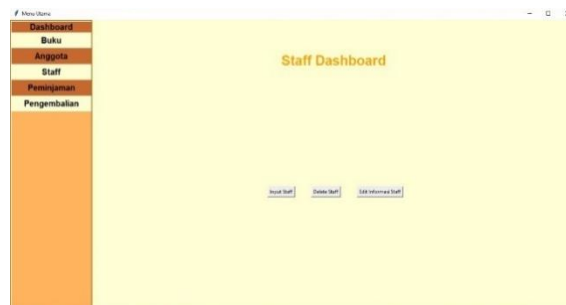 Menu Utama
Dashboard
Buku
Anggota
Staff
Peminjaman
Pengembalian
Staff Dashboard
Input Staff
Delete Staff
Edit Informasi Staff